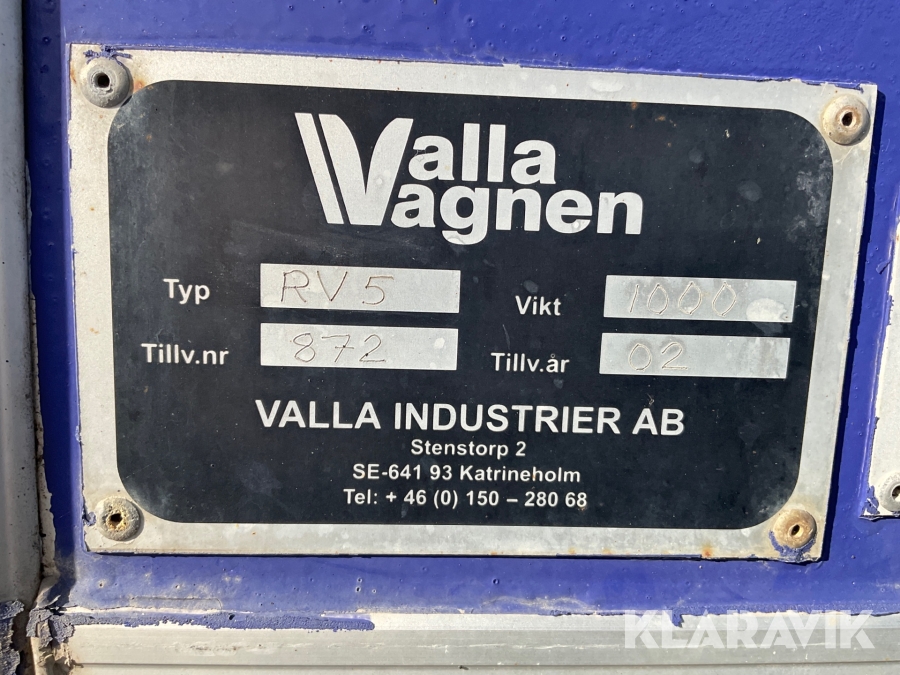 Valla
Vagnen
Typ RV5 Vikt 1000
Tillv.nr 872 Tillv.år 02
VALLA INDUSTRIER AB
Stenstorp 2
SE-641 93 Katrineholm
Tel: + 46 (0) 150 – 280 68
KLARAVIK